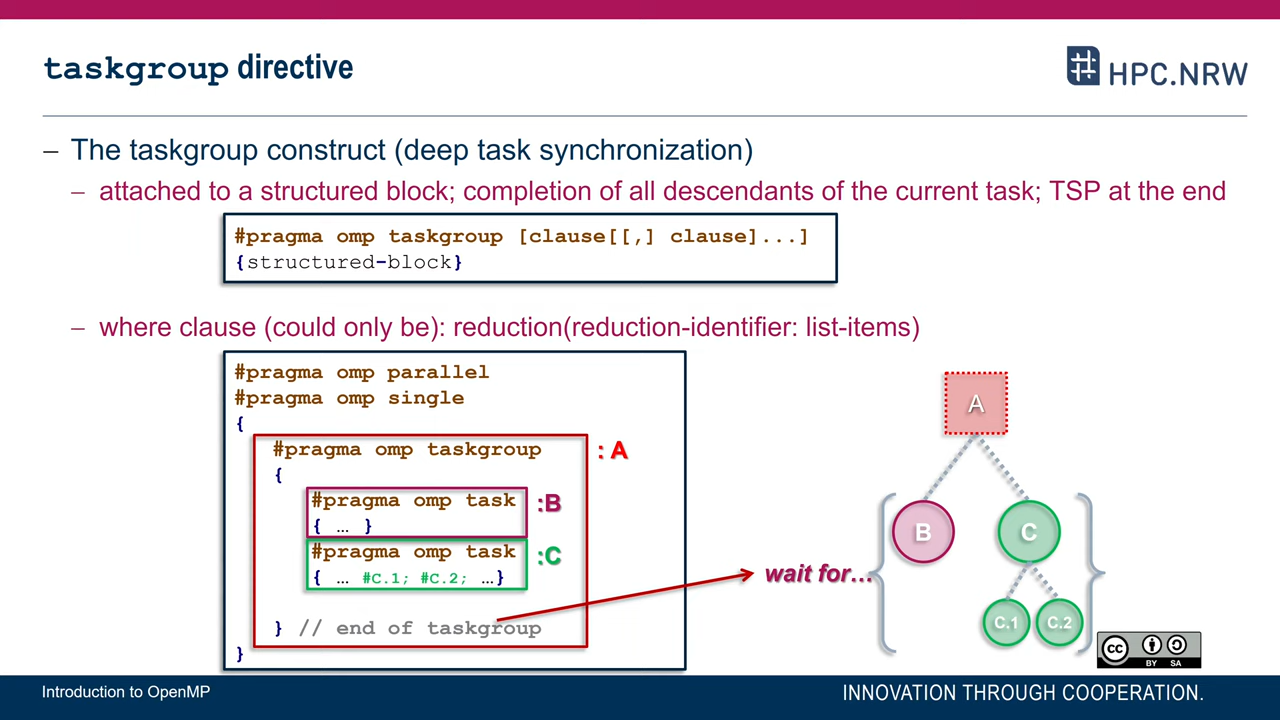 taskgroup directive
HPC.NRW
– The taskgroup construct (deep task synchronization)
– attached to a structured block; completion of all descendants of the current task; TSP at the end
#pragma omp taskgroup [clause[[,] clause]...]
{structured-block}
– where clause (could only be): reduction(reduction-identifier: list-items)
#pragma omp parallel
#pragma omp single
{
#pragma omp taskgroup
: A
{
#pragma omp task
:B
{ … }
#pragma omp task
:C
{ … #C.1; #C.2; …}
} // end of taskgroup
}
A
B
C
wait for…
C.1
C.2
cc
BY SA
Introduction to OpenMP
INNOVATION THROUGH COOPERATION.